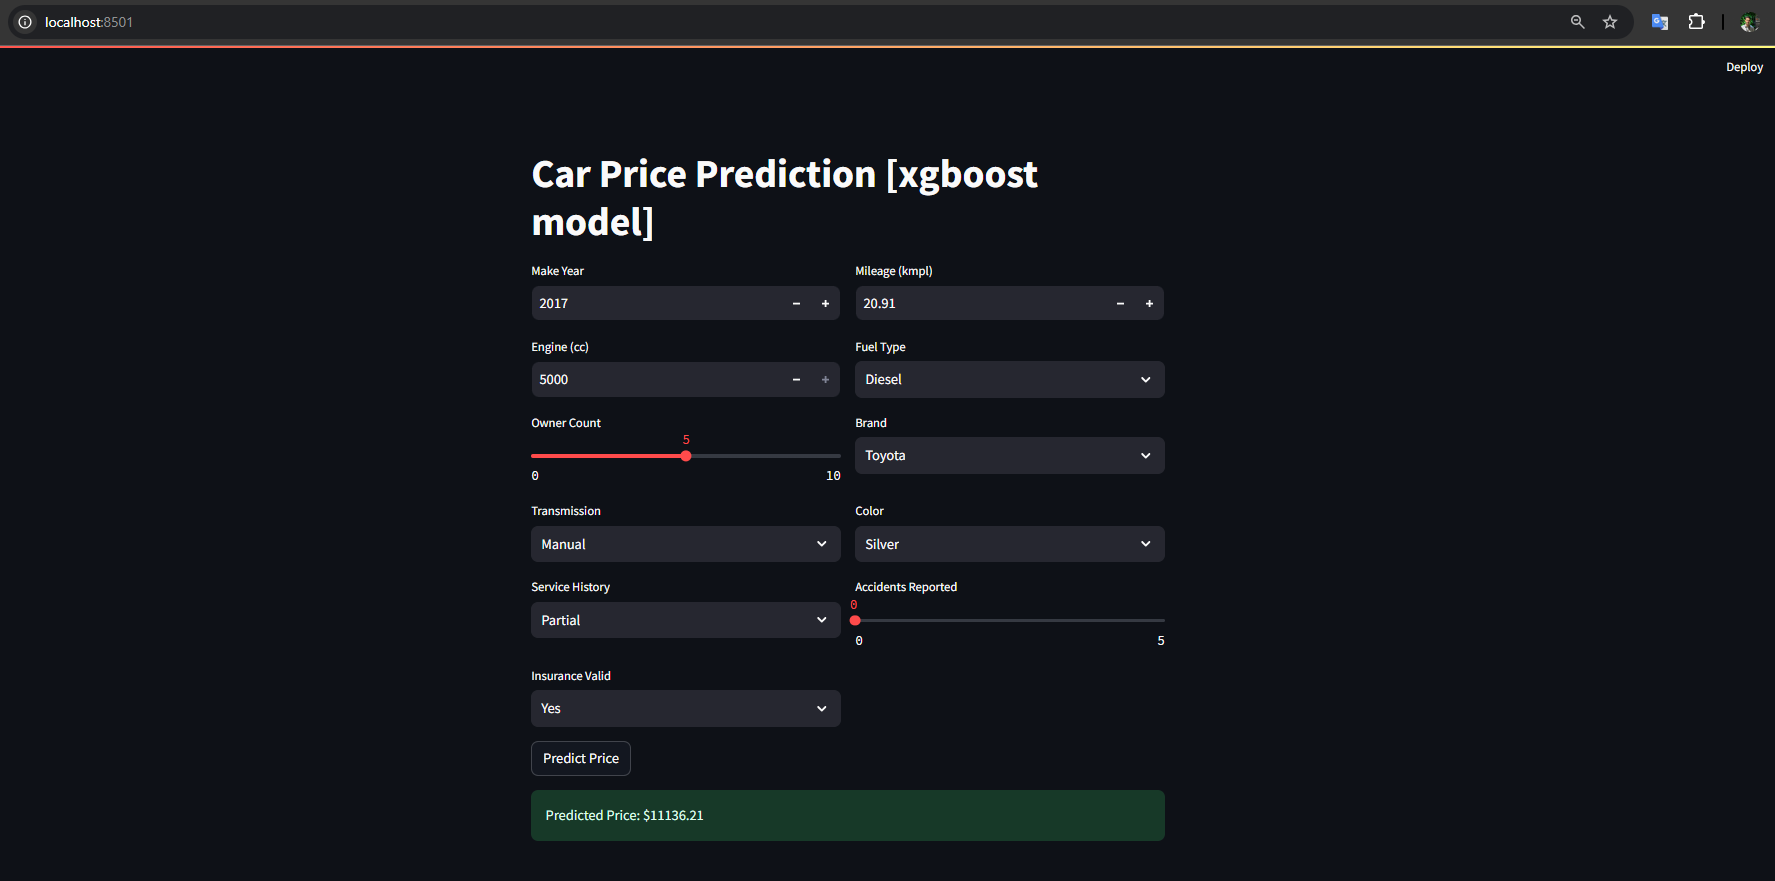 localhost:8501
Deploy
Car Price Prediction [xgboost
model]
Make Year
Mileage (kmpl)
2017
20.91
Engine (cc)
Fuel Type
5000
Diesel
Owner Count
Brand
5
Toyota
0
10
Transmission
Color
Manual
Silver
Service History
Accidents Reported
0
Partial
0
5
Insurance Valid
Yes
Predict Price
Predicted Price: $11136.21